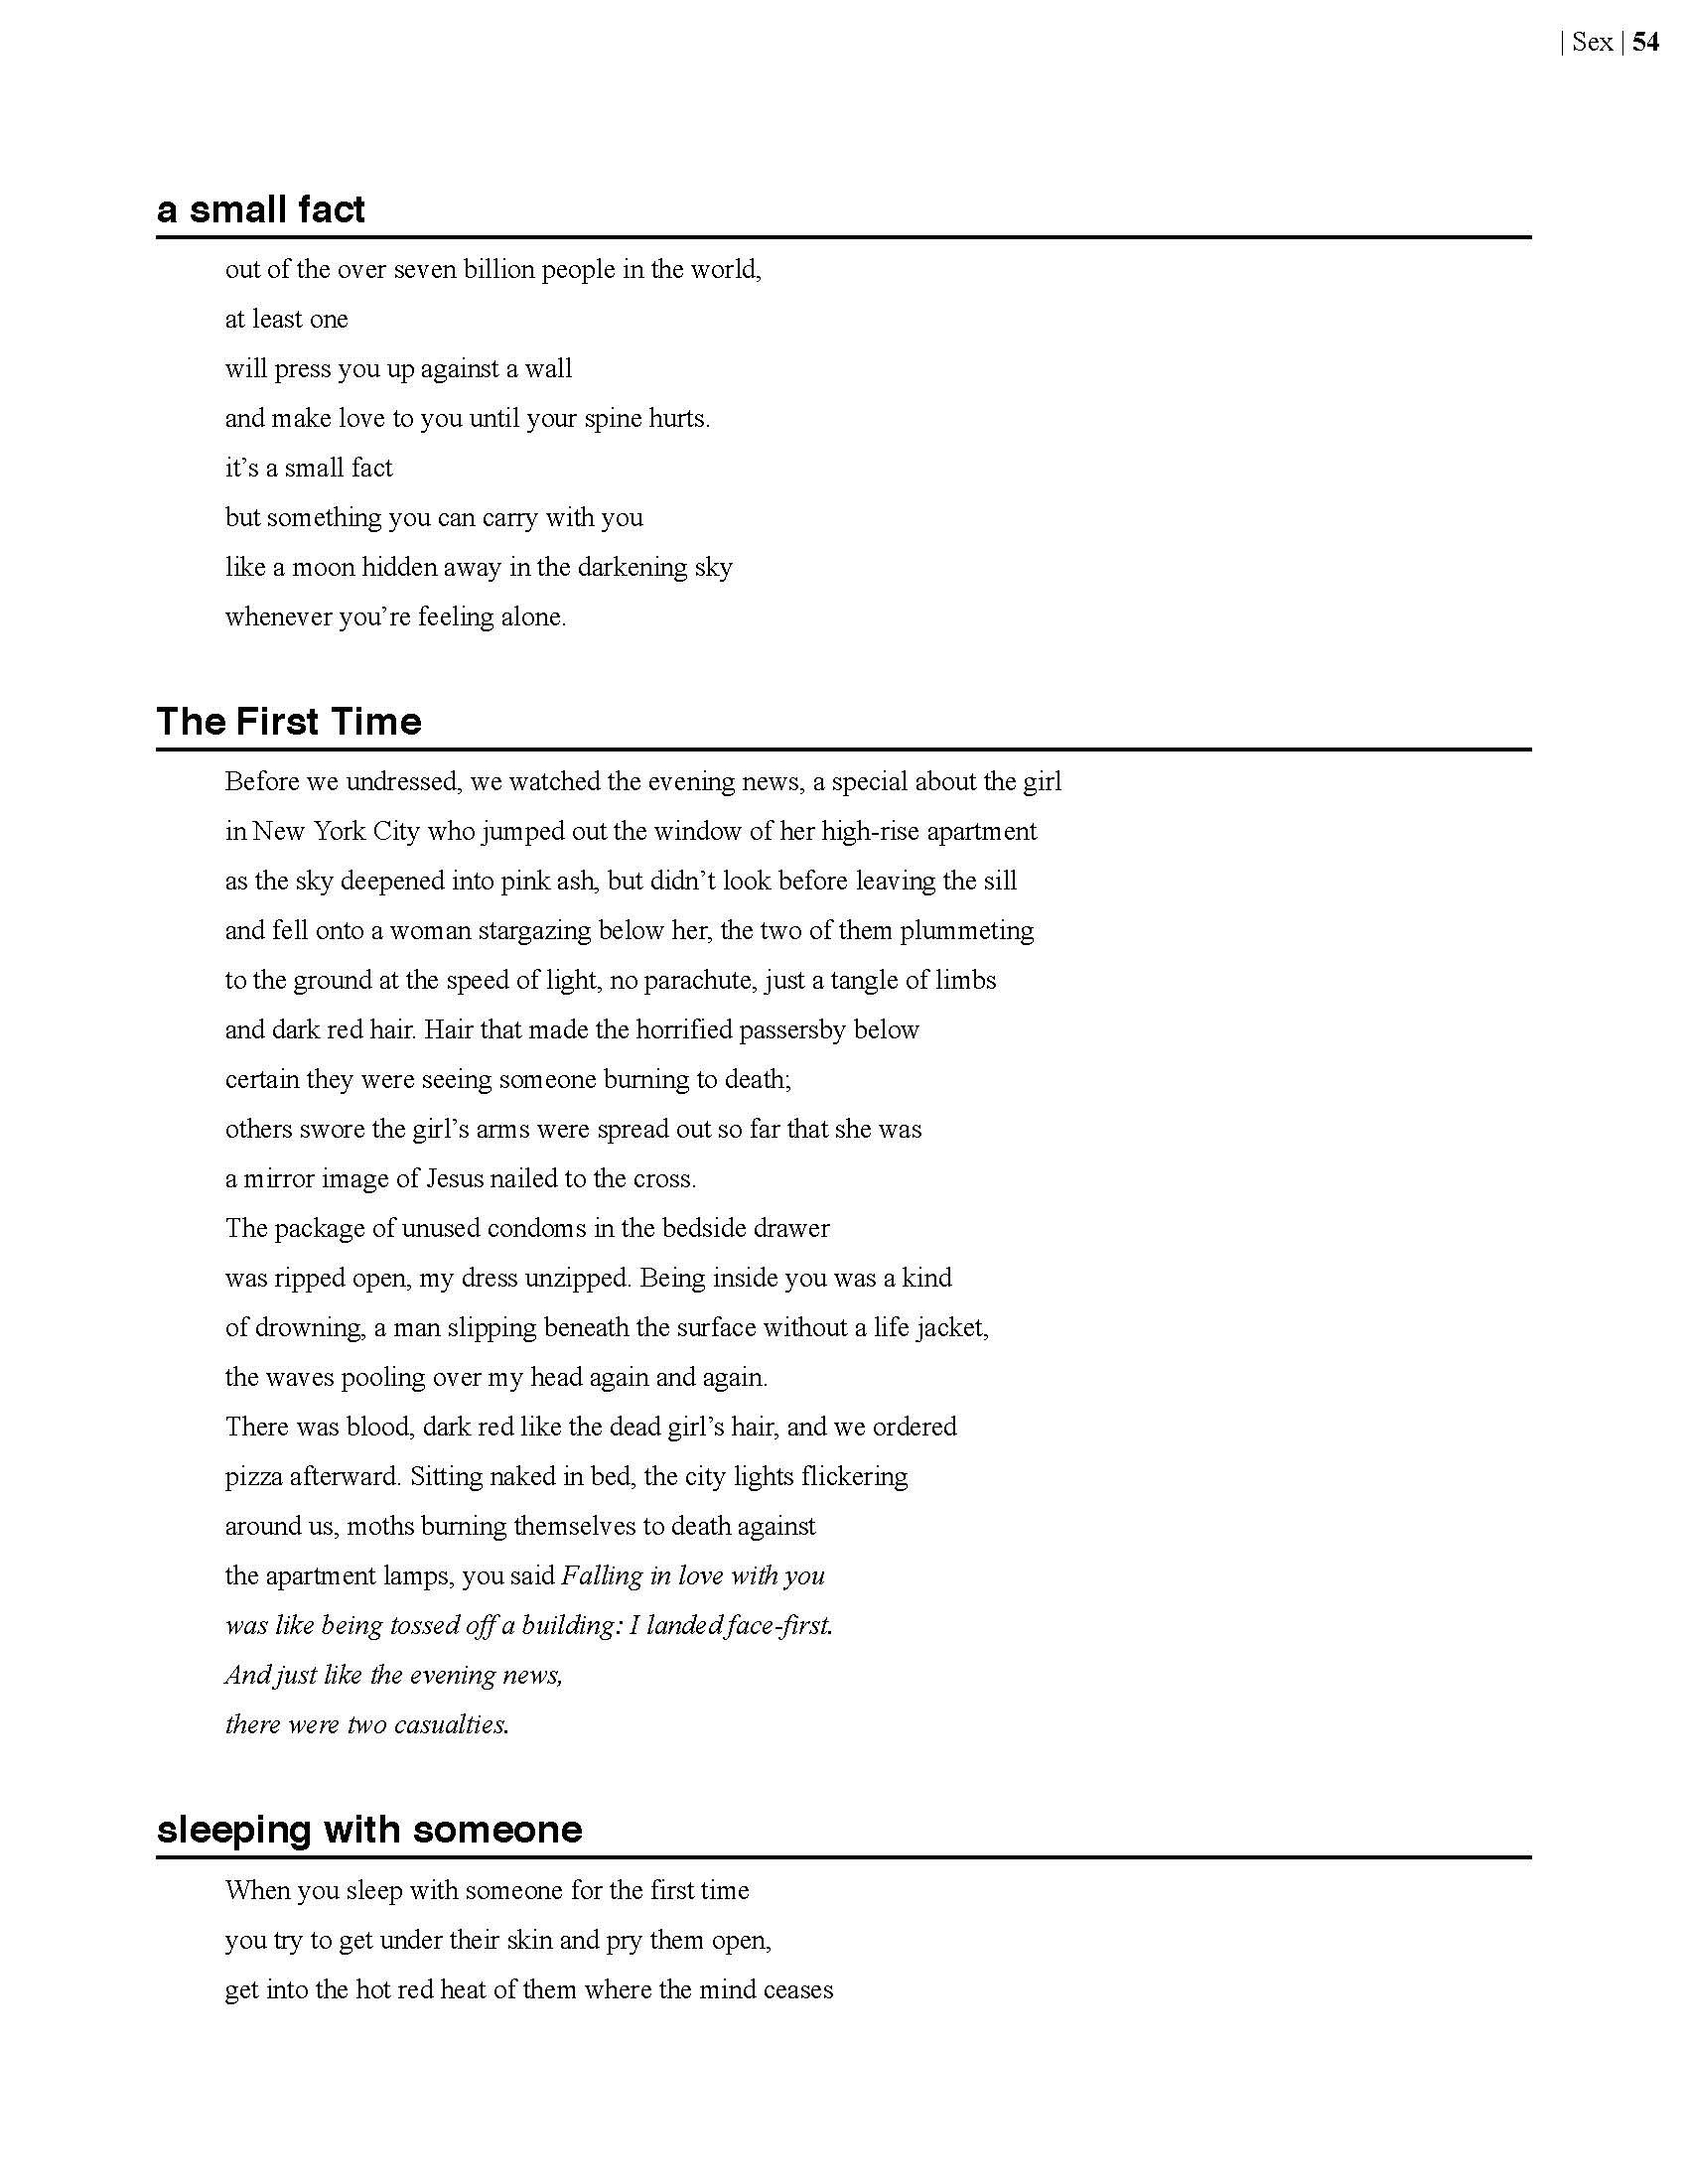 | Sex | 54
a small fact
out of the over seven billion people in the world,
at least one
will press you up against a wall
and make love to you until your spine hurts.
it’s a small fact
but something you can carry with you
like a moon hidden away in the darkening sky
whenever you’re feeling alone.
The First Time
Before we undressed, we watched the evening news, a special about the girl
in New York City who jumped out the window of her high-rise apartment
as the sky deepened into pink ash, but didn’t look before leaving the sill
and fell onto a woman stargazing below her, the two of them plummeting
to the ground at the speed of light, no parachute, just a tangle of limbs
and dark red hair. Hair that made the horrified passersby below
certain they were seeing someone burning to death;
others swore the girl’s arms were spread out so far that she was
a mirror image of Jesus nailed to the cross.
The package of unused condoms in the bedside drawer
was ripped open, my dress unzipped. Being inside you was a kind
of drowning, a man slipping beneath the surface without a life jacket,
the waves pooling over my head again and again.
There was blood, dark red like the dead girl’s hair, and we ordered
pizza afterward. Sitting naked in bed, the city lights flickering
around us, moths burning themselves to death against
the apartment lamps, you said Falling in love with you
was like being tossed off a building: I landed face-first.
And just like the evening news,
there were two casualties.
sleeping with someone
When you sleep with someone for the first time
you try to get under their skin and pry them open,
get into the hot red heat of them where the mind ceases